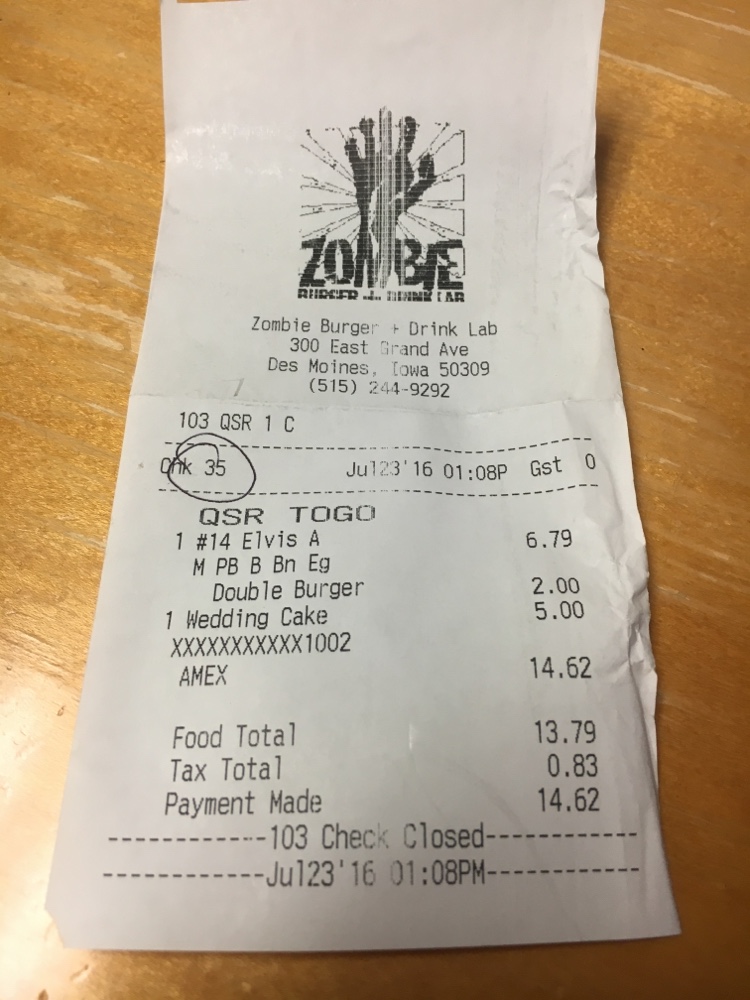 ZOMBIE
BURGER + DRINK LAB
Zombie Burger + Drink Lab
300 East Grand Ave
Des Moines, Iowa 50309
(515) 244-9292
103 QSR 1 C
Chk 35 Jul23'16 01:08P Gst 0
QSR TOGO
1 #14 Elvis A 6.79
M PB B Bn Eg
Double Burger 2.00
1 Wedding Cake 5.00
XXXXXXXXXXX1002
AMEX 14.62
Food Total 13.79
Tax Total 0.83
Payment Made 14.62
------------103 Check Closed------------
------------Jul23'16 01:08PM------------